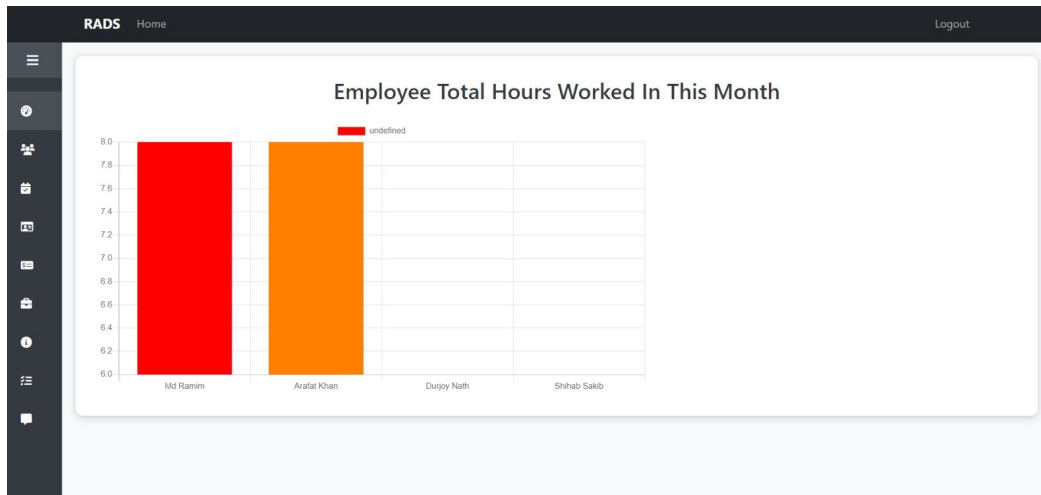 RADS Home Logout
Employee Total Hours Worked In This Month
undefined
8.0
7.8
7.6
7.4
7.2
7.0
6.8
6.6
6.4
6.2
6.0
Md Ramim Arafat Khan Durjoy Nath Shihab Sakib